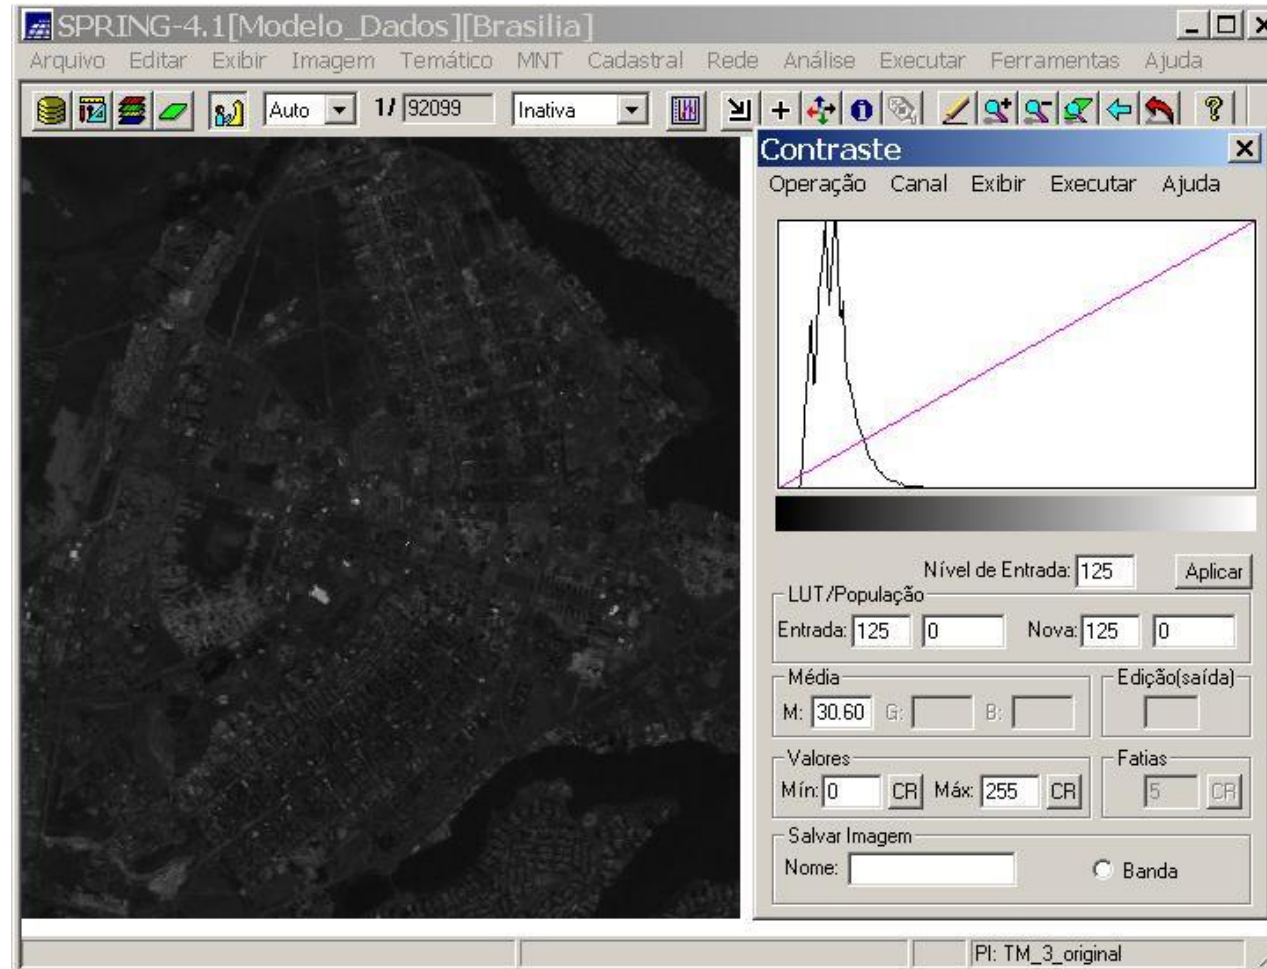 SPRING-4.1[Modelo_Dados][Brasilia]
Arquivo Editar Exibir Imagem Temático MNT Cadastral Rede Análise Executar Ferramentas Ajuda
Auto 1/ 92099 Inativa
Contraste
Operação Canal Exibir Executar Ajuda
Nível de Entrada: 125 Aplicar
LUT/População
Entrada: 125 0 Nova: 125 0
Média Edição(saída)
M: 30.60 G: B:
Valores Fatias
Mín: 0 CR Máx: 255 CR 5 CR
Salvar Imagem
Nome: Banda
PI: TM_3_original